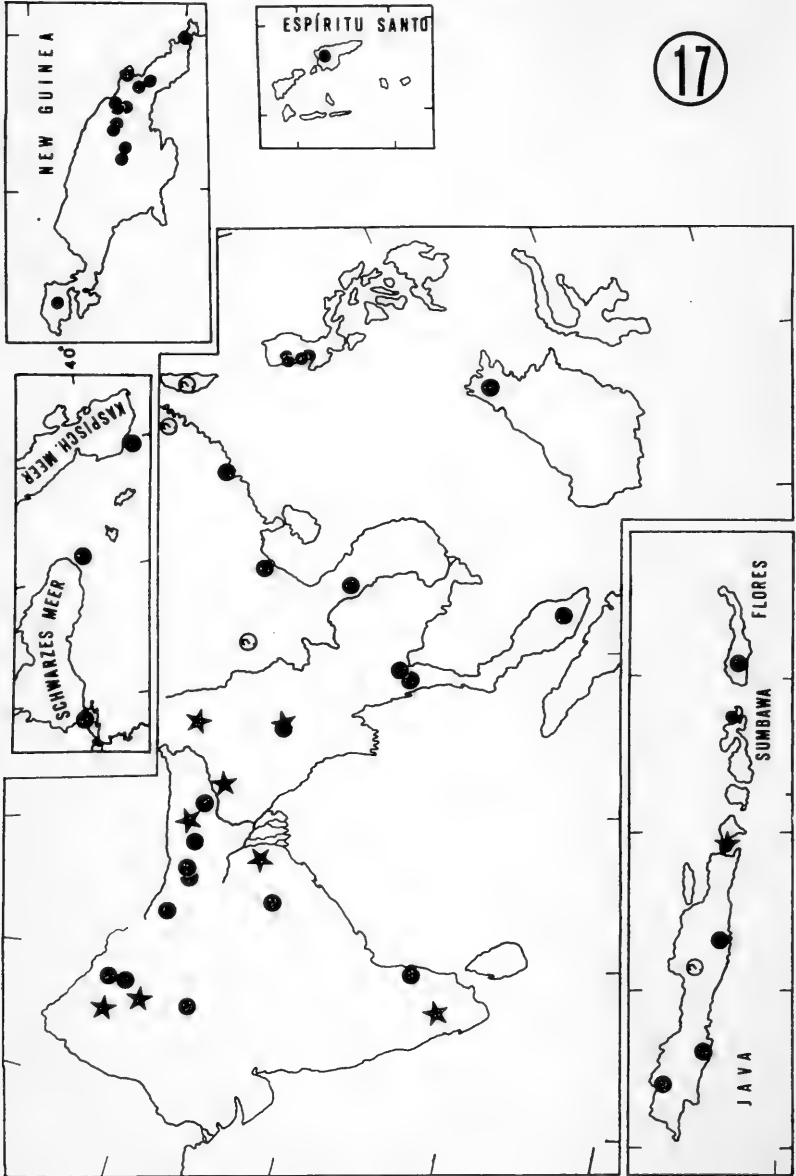 NEW GUINEA
ESPÍRITU SANTO
17
40°
KASPISCH. MEER
SCHWARZES MEER
FLORES
SUMBAWA
JAVA